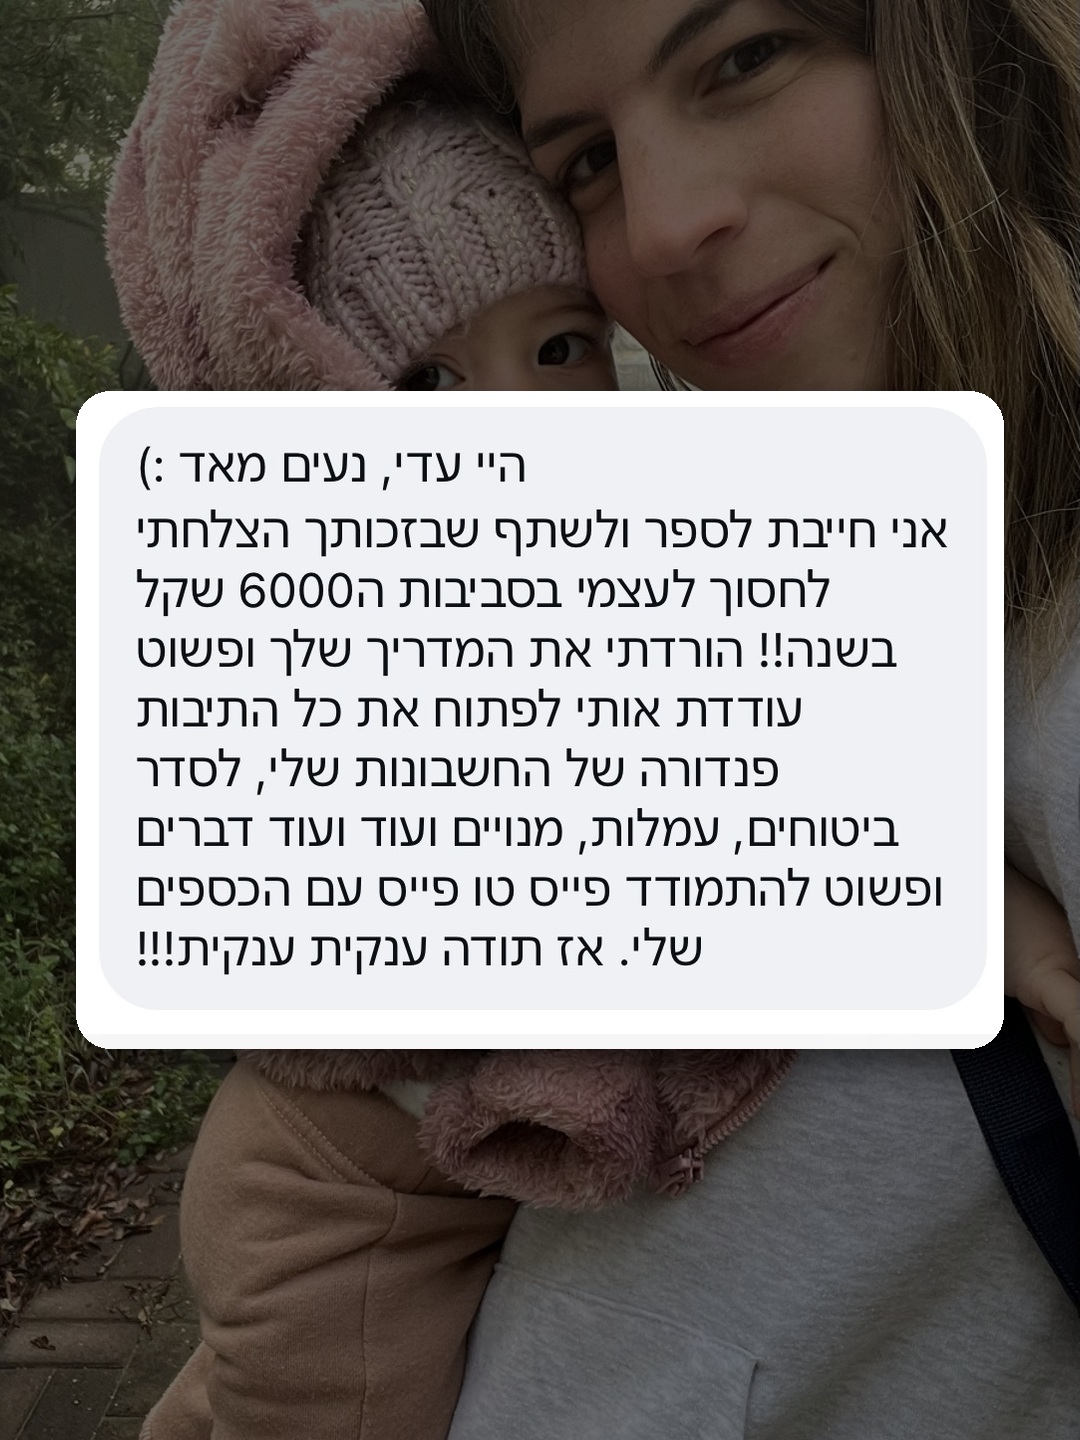 היי עדי, נעים מאד :)
אני חייבת לספר ולשתף שבזכותך הצלחתי
לחסוך לעצמי בסביבות ה6000 שקל
בשנה!! הורדתי את המדריך שלך ופשוט
עודדת אותי לפתוח את כל התיבות
פנדורה של החשבונות שלי, לסדר
ביטוחים, עמלות, מנויים ועוד ועוד דברים
ופשוט להתמודד פייס טו פייס עם הכספים
שלי. אז תודה ענקית ענקית!!!